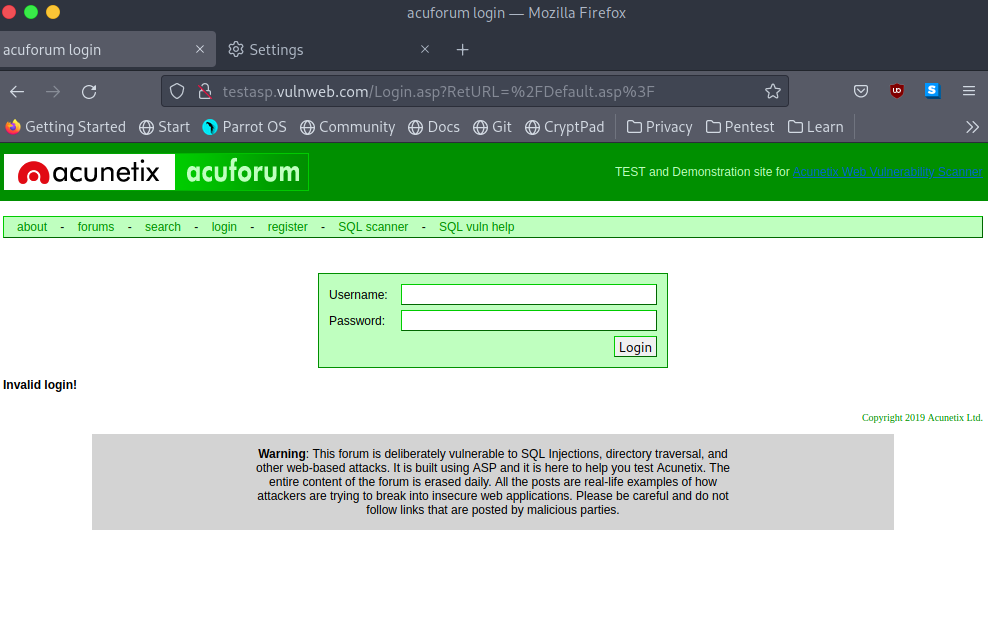 acuforum login — Mozilla Firefox
acuforum login × Settings × +
testasp.vulnweb.com/Login.asp?RetURL=%2FDefault.asp%3F
Getting Started Start Parrot OS Community Docs Git CryptPad Privacy Pentest Learn
acunetix acuforum TEST and Demonstration site for Acunetix Web Vulnerability Scanner
about - forums - search - login - register - SQL scanner - SQL vuln help
Username:
Password:
Login
Invalid login!
Copyright 2019 Acunetix Ltd.
Warning: This forum is deliberately vulnerable to SQL Injections, directory traversal, and
other web-based attacks. It is built using ASP and it is here to help you test Acunetix. The
entire content of the forum is erased daily. All the posts are real-life examples of how
attackers are trying to break into insecure web applications. Please be careful and do not
follow links that are posted by malicious parties.